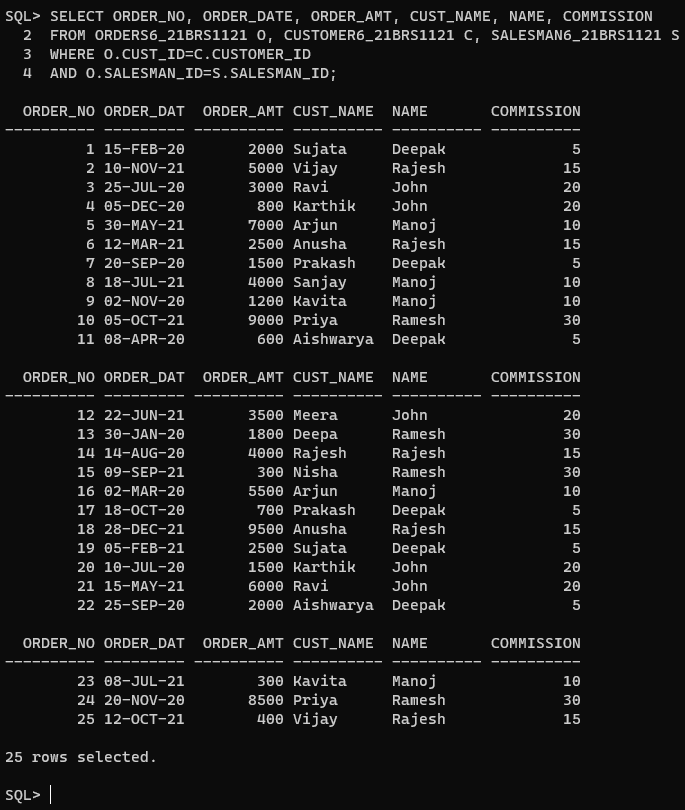 SQL> SELECT ORDER_NO, ORDER_DATE, ORDER_AMT, CUST_NAME, NAME, COMMISSION
  2  FROM ORDERS6_21BRS1121 O, CUSTOMER6_21BRS1121 C, SALESMAN6_21BRS1121 S
  3  WHERE O.CUST_ID=C.CUSTOMER_ID
  4  AND O.SALESMAN_ID=S.SALESMAN_ID;

  ORDER_NO ORDER_DAT  ORDER_AMT CUST_NAME  NAME       COMMISSION
---------- --------- ---------- ---------- ---------- ----------
         1 15-FEB-20       2000 Sujata     Deepak              5
         2 10-NOV-21       5000 Vijay      Rajesh             15
         3 25-JUL-20       3000 Ravi       John               20
         4 05-DEC-20        800 Karthik    John               20
         5 30-MAY-21       7000 Arjun      Manoj              10
         6 12-MAR-21       2500 Anusha     Rajesh             15
         7 20-SEP-20       1500 Prakash    Deepak              5
         8 18-JUL-21       4000 Sanjay     Manoj              10
         9 02-NOV-20       1200 Kavita     Manoj              10
        10 05-OCT-21       9000 Priya      Ramesh             30
        11 08-APR-20        600 Aishwarya  Deepak              5

  ORDER_NO ORDER_DAT  ORDER_AMT CUST_NAME  NAME       COMMISSION
---------- --------- ---------- ---------- ---------- ----------
        12 22-JUN-21       3500 Meera      John               20
        13 30-JAN-20       1800 Deepa      Ramesh             30
        14 14-AUG-20       4000 Rajesh     Rajesh             15
        15 09-SEP-21        300 Nisha      Ramesh             30
        16 02-MAR-20       5500 Arjun      Manoj              10
        17 18-OCT-20        700 Prakash    Deepak              5
        18 28-DEC-21       9500 Anusha     Rajesh             15
        19 05-FEB-21       2500 Sujata     Deepak              5
        20 10-JUL-20       1500 Karthik    John               20
        21 15-MAY-21       6000 Ravi       John               20
        22 25-SEP-20       2000 Aishwarya  Deepak              5

  ORDER_NO ORDER_DAT  ORDER_AMT CUST_NAME  NAME       COMMISSION
---------- --------- ---------- ---------- ---------- ----------
        23 08-JUL-21        300 Kavita     Manoj              10
        24 20-NOV-20       8500 Priya      Ramesh             30
        25 12-OCT-21        400 Vijay      Rajesh             15

25 rows selected.

SQL>